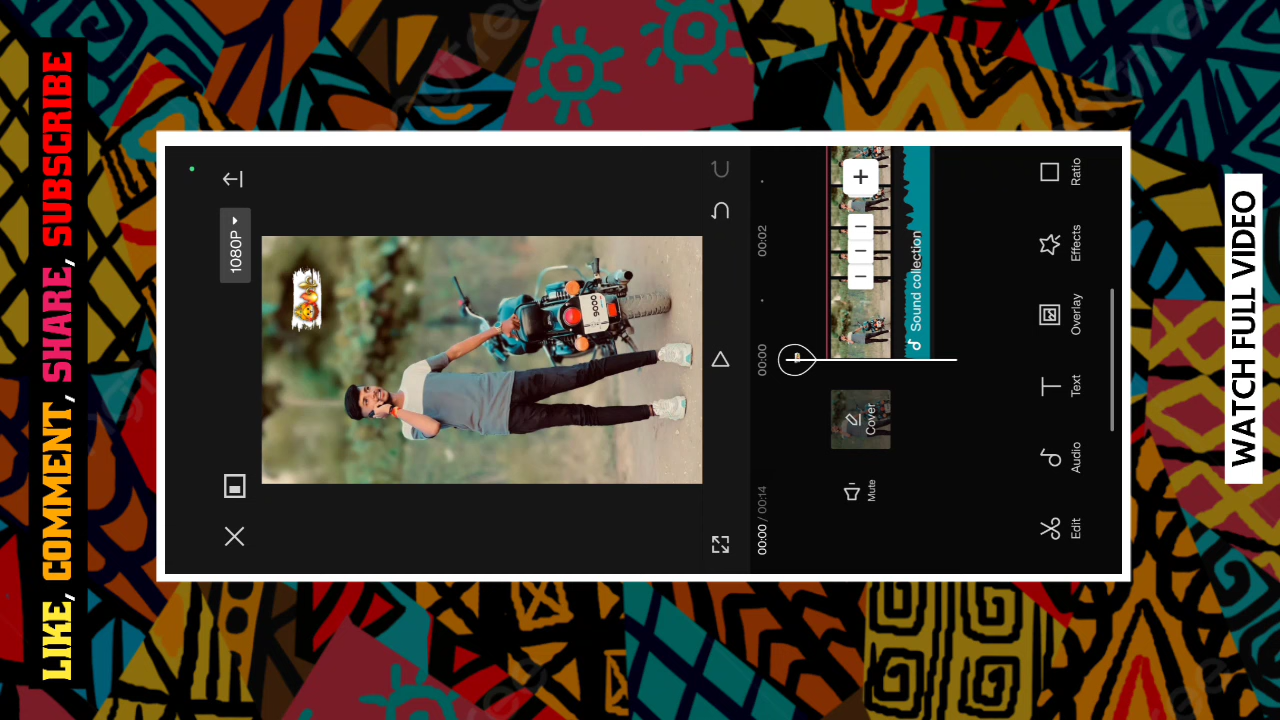 LIKE, COMMENT, SHARE, SUBSCRIBE
1080P
00:00 / 00:14
00:00
00:02
Mute
Cover
Sound collection
Edit
Audio
Text
Overlay
Effects
Ratio
WATCH FULL VIDEO